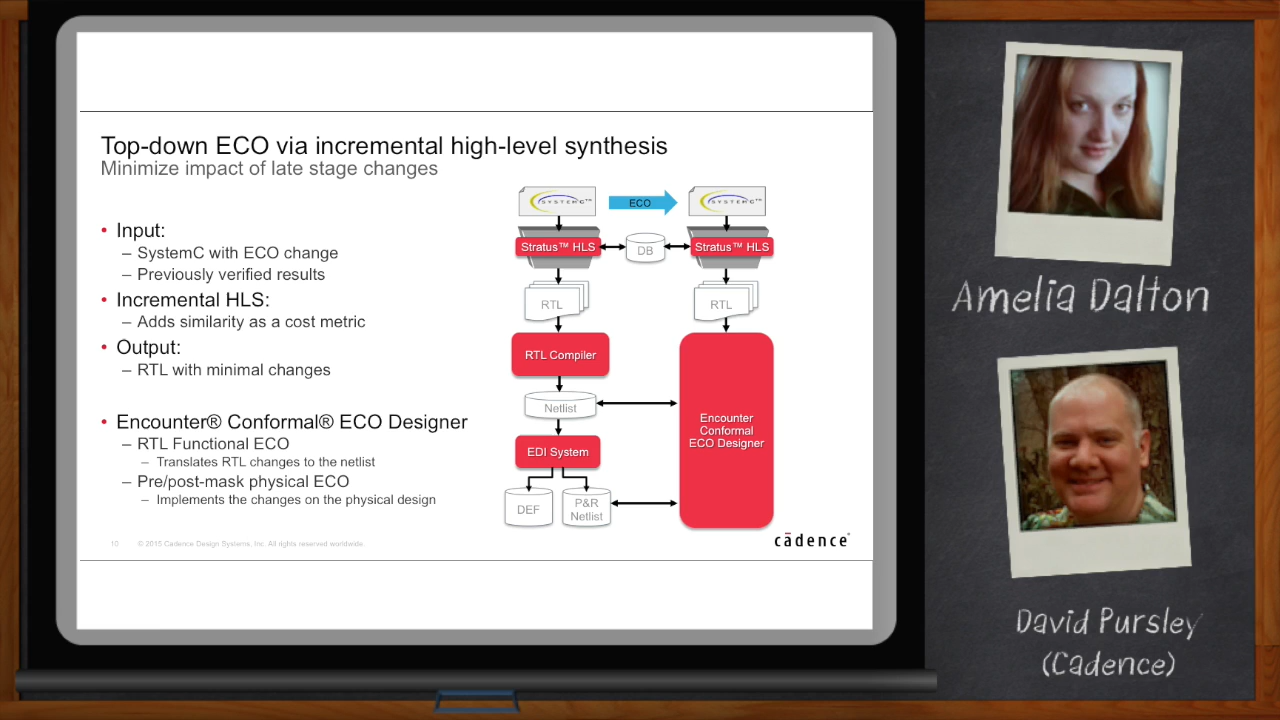 Top-down ECO via incremental high-level synthesis
Minimize impact of late stage changes
• Input:
– SystemC with ECO change
– Previously verified results
• Incremental HLS:
– Adds similarity as a cost metric
• Output:
– RTL with minimal changes
• Encounter® Conformal® ECO Designer
– RTL Functional ECO
– Translates RTL changes to the netlist
– Pre/post-mask physical ECO
– Implements the changes on the physical design
SYSTEMC™
ECO
SYSTEMC™
Stratus™ HLS
DB
Stratus™ HLS
RTL
RTL
RTL Compiler
Netlist
EDI System
DEF
P&R
Netlist
Encounter
Conformal
ECO Designer
10 © 2015 Cadence Design Systems, Inc. All rights reserved worldwide.
cādence®
Amelia Dalton
David Pursley
(Cadence)